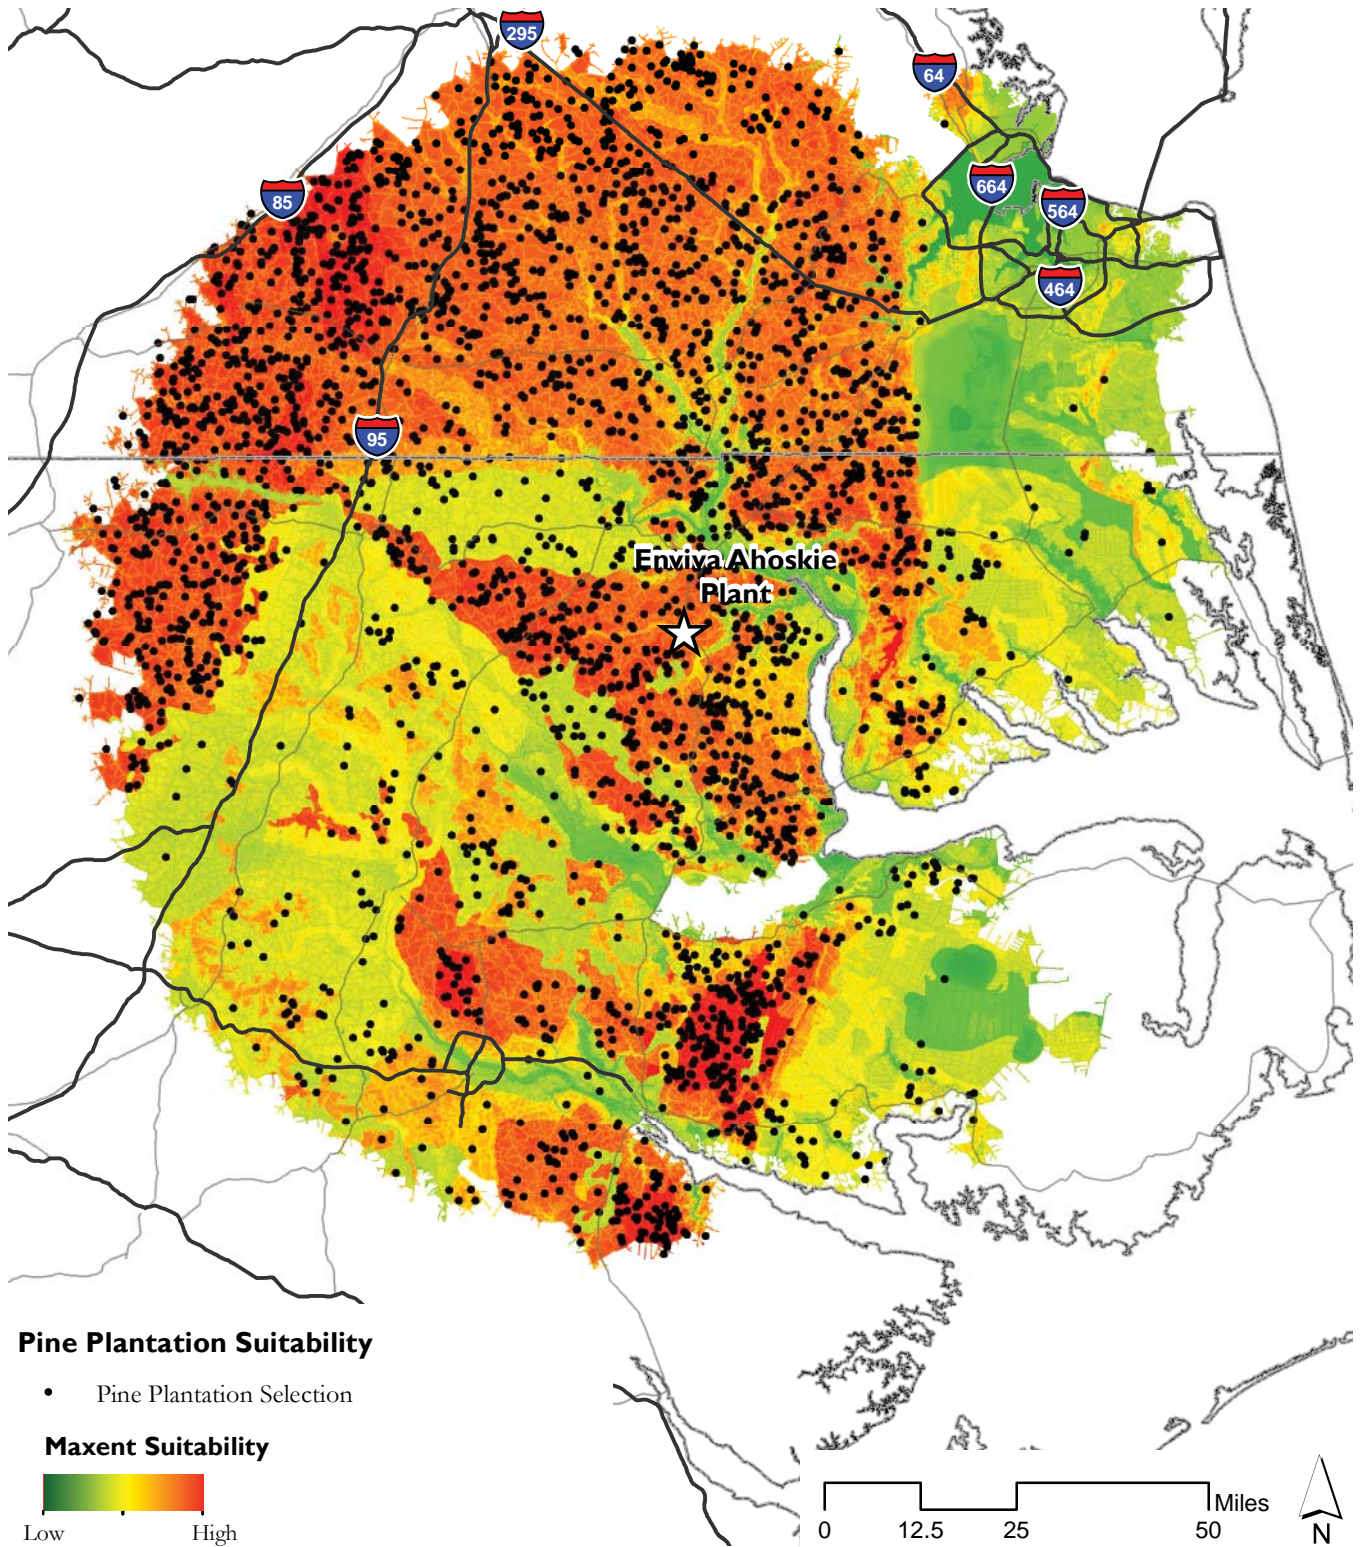 295
64
85
664
564
464
95
Enviva Ahoskie
Plant
Pine Plantation Suitability
• Pine Plantation Selection
Maxent Suitability
Low High
Miles
0 12.5 25 50
N